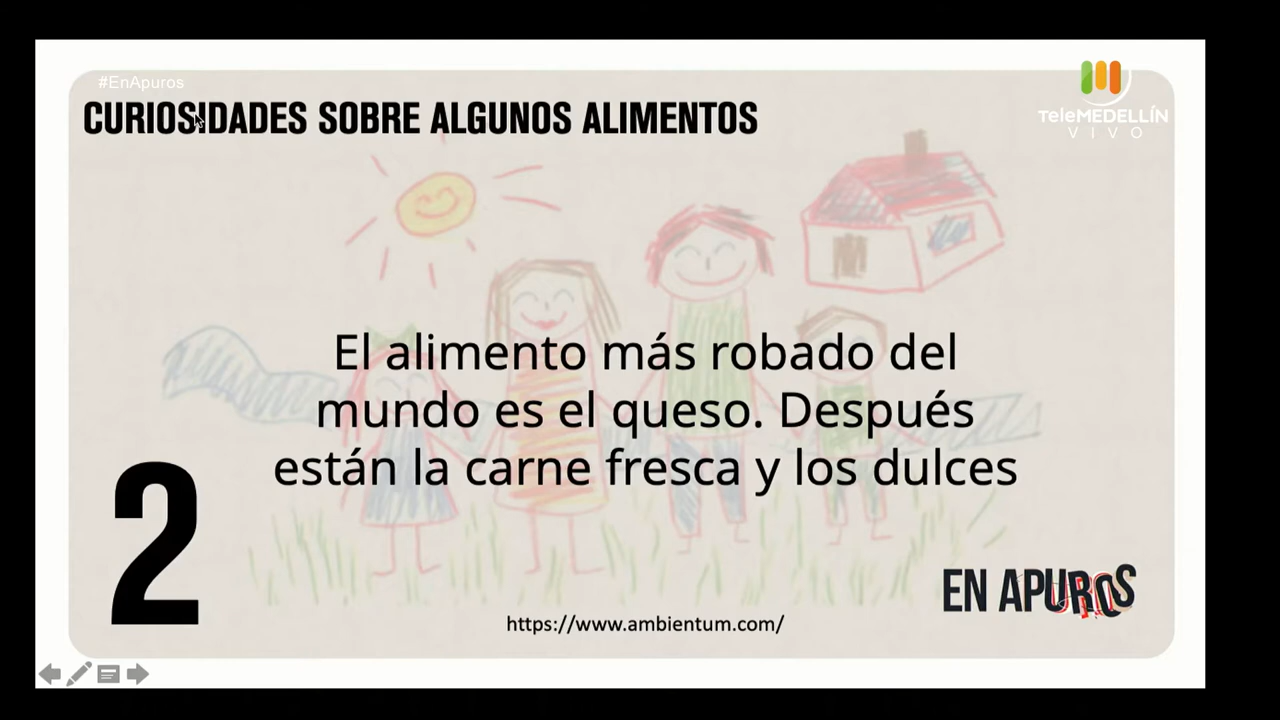 #EnApuros
CURIOSIDADES SOBRE ALGUNOS ALIMENTOS
TeleMEDELLÍN
VIVO
El alimento más robado del
mundo es el queso. Después
están la carne fresca y los dulces
2
EN APUROS
https://www.ambientum.com/